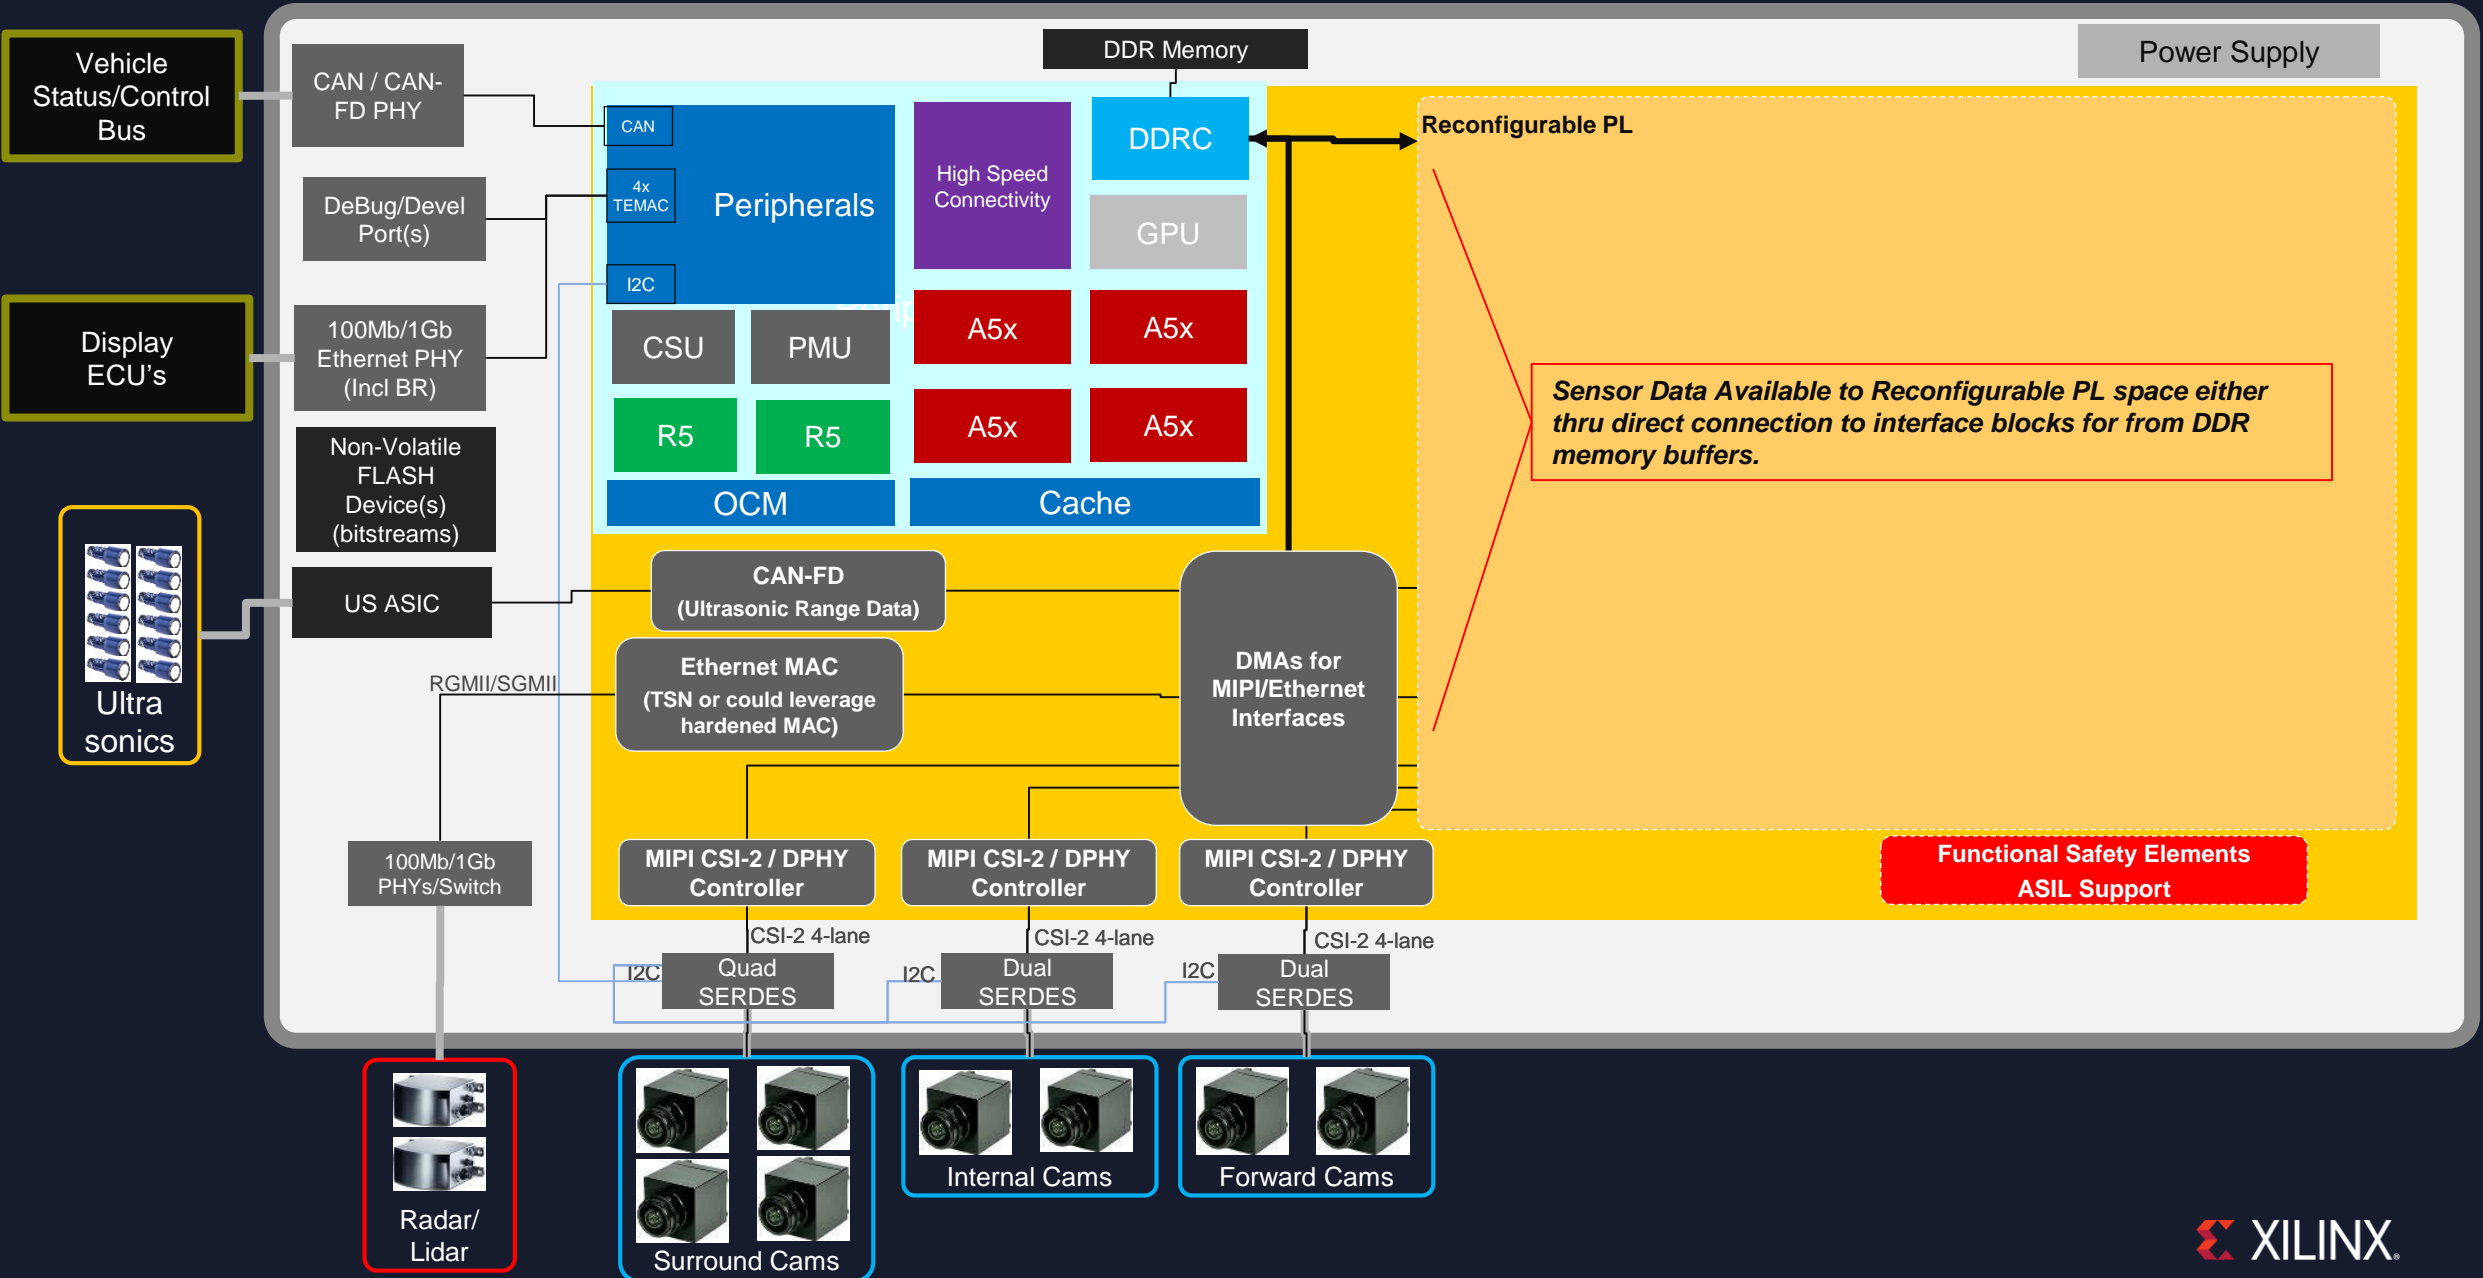 Vehicle
Status/Control
Bus
CAN / CAN-
FD PHY
DDR Memory
Power Supply
CAN
4x
TEMAC
I2C
Peripherals
High Speed
Connectivity
DDRC
GPU
Reconfigurable PL
DeBug/Devel
Port(s)
Display
ECU’s
100Mb/1Gb
Ethernet PHY
(Incl BR)
CSU
PMU
A5x
A5x
R5
R5
A5x
A5x
OCM
Cache
Sensor Data Available to Reconfigurable PL space either
thru direct connection to interface blocks for from DDR
memory buffers.
Non-Volatile
FLASH
Device(s)
(bitstreams)
US ASIC
CAN-FD
(Ultrasonic Range Data)
Ultra
sonics
RGMII/SGMII
Ethernet MAC
(TSN or could leverage
hardened MAC)
DMAs for
MIPI/Ethernet
Interfaces
100Mb/1Gb
PHYs/Switch
MIPI CSI-2 / DPHY
Controller
MIPI CSI-2 / DPHY
Controller
MIPI CSI-2 / DPHY
Controller
Functional Safety Elements
ASIL Support
CSI-2 4-lane
CSI-2 4-lane
CSI-2 4-lane
I2C
Quad
SERDES
I2C
Dual
SERDES
I2C
Dual
SERDES
Radar/
Lidar
Surround Cams
Internal Cams
Forward Cams
XILINX